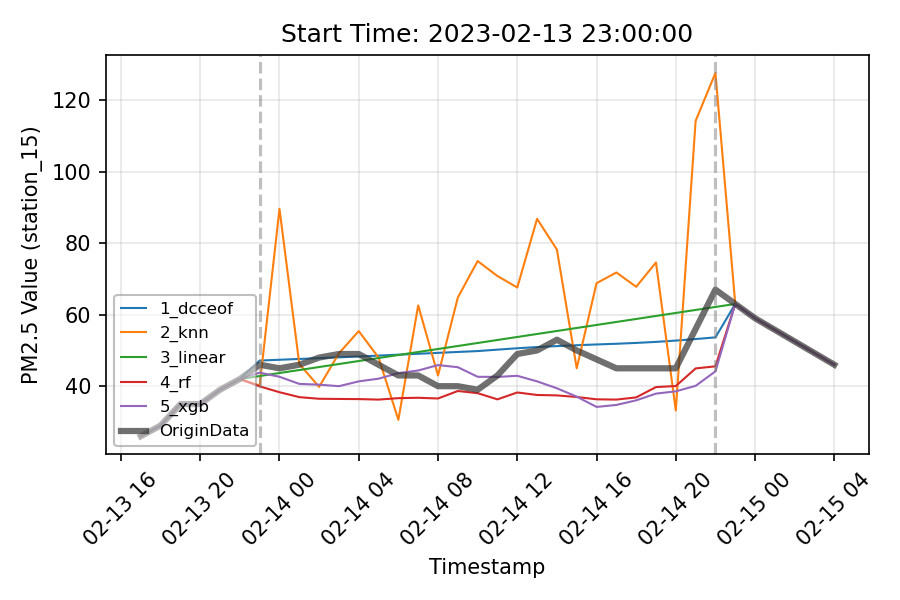 Start Time: 2023-02-13 23:00:00
PM2.5 Value (station_15)
120
100
80
60
40
1_dcceof
2_knn
3_linear
4_rf
5_xgb
OriginData
02-13 16
02-13 20
02-14 00
02-14 04
02-14 08
02-14 12
02-14 16
02-14 20
02-15 00
02-15 04
Timestamp